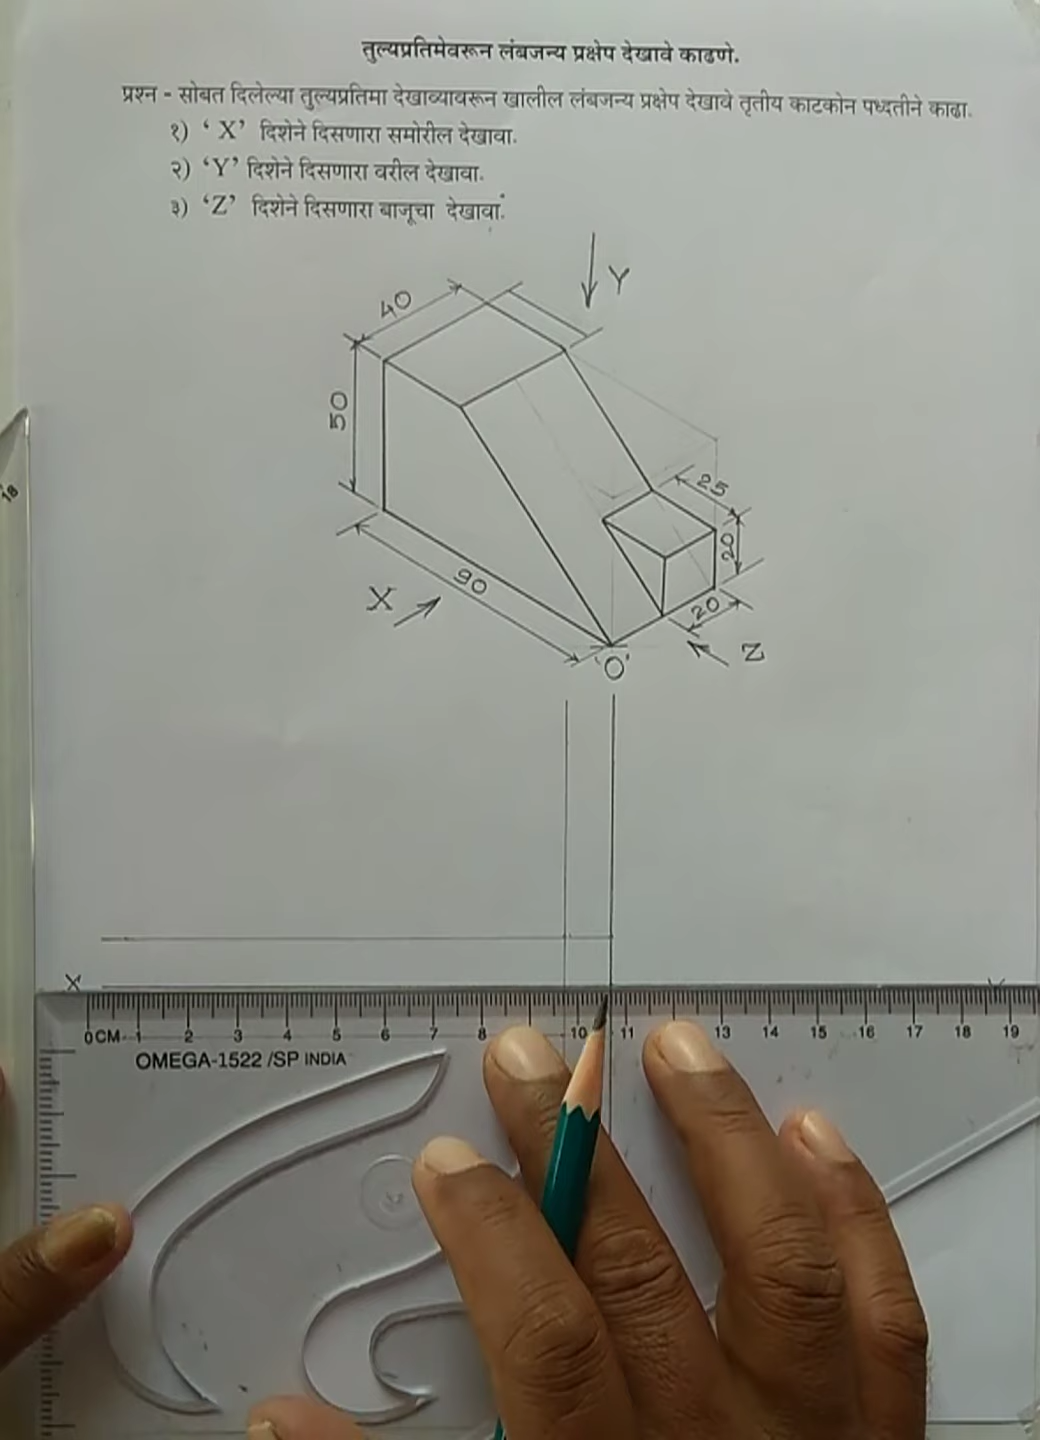 तुल्यप्रतिमेवरून लंबजन्य प्रक्षेप देखावे काढणे.
प्रश्न - सोबत दिलेल्या तुल्यप्रतिमा देखाव्यावरून खालील लंबजन्य प्रक्षेप देखावे तृतीय काटकोन पध्दतीने काढा.
१) ‘ X’ दिशेने दिसणारा समोरील देखावा.
२) ‘Y’ दिशेने दिसणारा वरील देखावा.
३) ‘Z’ दिशेने दिसणारा बाजूचा देखावा.
Y
40
50
25
20
90
X
20
Z
'O'
18
X
Y
0CM 1 2 3 4 5 6 7 8 10 11 13 14 15 16 17 18 19
OMEGA-1522 /SP INDIA